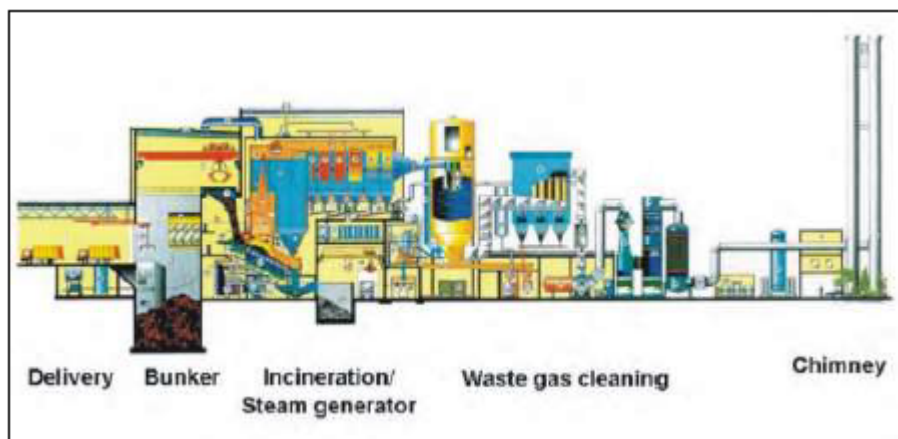 Delivery
Bunker
Incineration/
Steam generator
Waste gas cleaning
Chimney